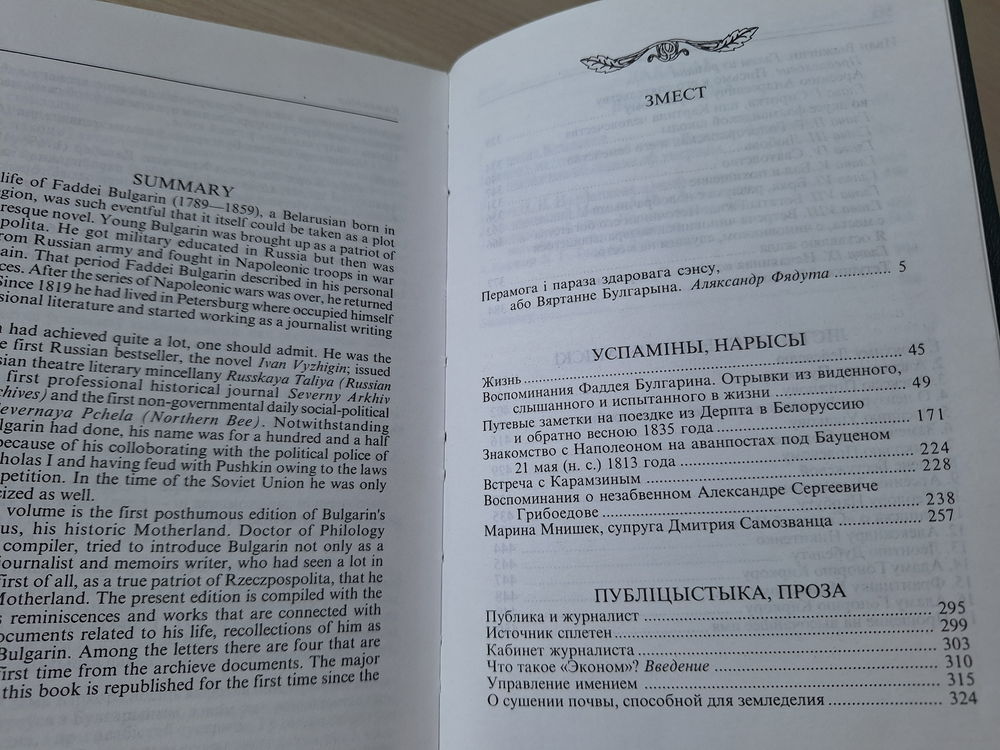 SUMMARY
life of Faddei Bulgarin (1789—1859), a Belarusian born in
egion, was such eventful that it itself could be taken as a plot
resque novel. Young Bulgarin was brought up as a patriot of
polita. He got military educated in Russia but then was
rom Russian army and fought in Napoleonic troops in war
ain. That period Faddei Bulgarin described in his personal
ces. After the series of Napoleonic wars was over, he returned
Since 1819 he had lived in Petersburg where occupied himself
sional literature and started working as a journalist writing
n had achieved quite a lot, one should admit. He was the
e first Russian bestseller, the novel Ivan Vyzhigin; issued
sian theatre literary mincellany Russkaya Taliya (Russian
first professional historical journal Severny Arkhiv
chives) and the first non-governmental daily social-political
Severnaya Pchela (Northern Bee). Notwithstanding
lgarin had done, his name was for a hundred and a half
because of his colloborating with the political police of
holas I and having feud with Pushkin owing to the laws
petition. In the time of the Soviet Union he was only
cized as well.
volume is the first posthumous edition of Bulgarin's
us, his historic Motherland. Doctor of Philology
compiler, tried to introduce Bulgarin not only as a
journalist and memoirs writer, who had seen a lot in
first of all, as a true patriot of Rzeczpospolita, that he
Motherland. The present edition is compiled with the
s reminiscences and works that are connected with
ocuments related to his life, recollections of him as
Bulgarin. Among the letters there are four that are
first time from the archieve documents. The major
this book is republished for the first time since the
ЗМЕСТ
Перамога і параза здаровага сэнсу,
або Вяртанне Булгарына. Аляксандр Фядута ............ 5
УСПАМІНЫ, НАРЫСЫ
Жизнь ............ 45
Воспоминания Фаддея Булгарина. Отрывки из виденного,
слышанного и испытанного в жизни ............ 49
Путевые заметки на поездке из Дерпта в Белоруссию
и обратно весною 1835 года ............ 171
Знакомство с Наполеоном на аванпостах под Бауценом
21 мая (н. с.) 1813 года ............ 224
Встреча с Карамзиным ............ 228
Воспоминания о незабвенном Александре Сергеевиче
Грибоедове ............ 238
Марина Мнишек, супруга Дмитрия Самозванца ............ 257
ПУБЛІЦЫСТЫКА, ПРОЗА
Публика и журналист ............ 295
Источник сплетен ............ 299
Кабинет журналиста ............ 303
Что такое «Эконом»? Введение ............ 310
Управление имением ............ 315
О сушении почвы, способной для земледелия ............ 324